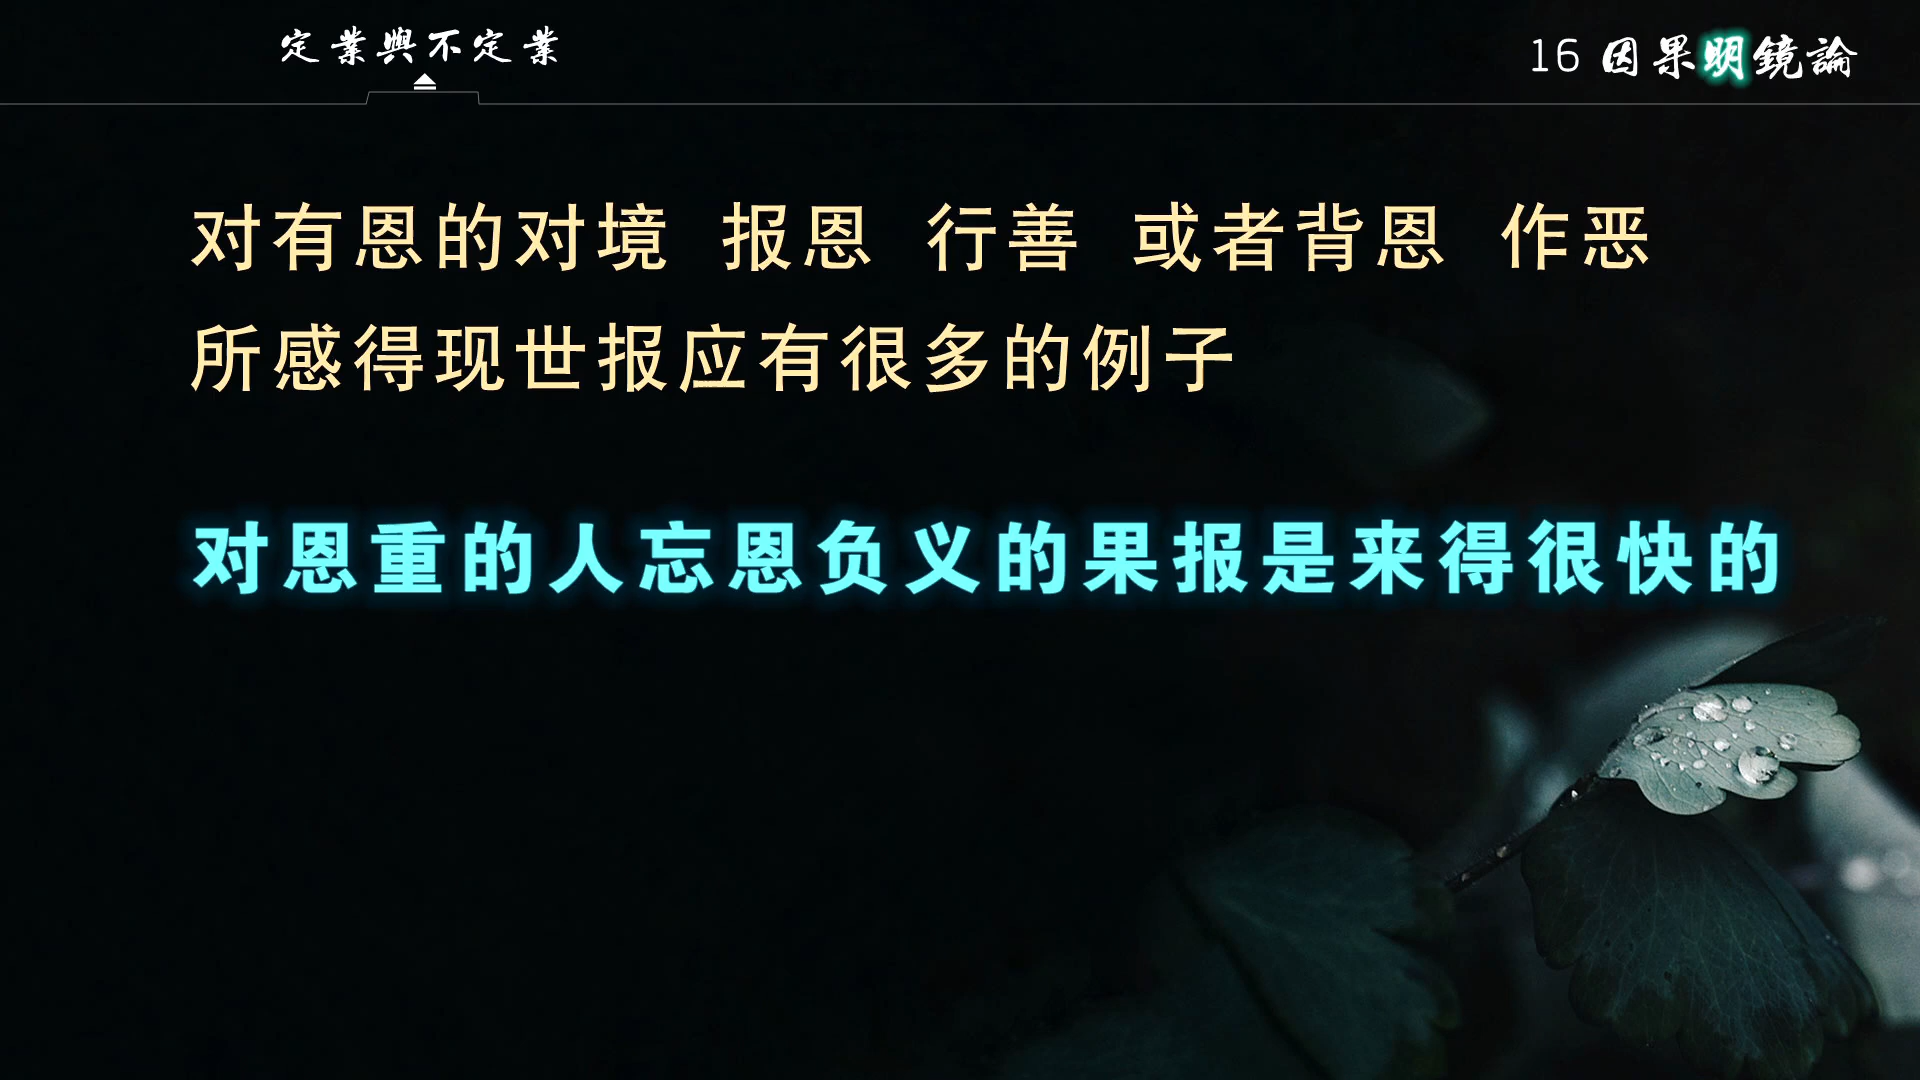 定業與不定業
16 因果明鏡論
对有恩的对境 报恩 行善 或者背恩 作恶
所感得现世报应有很多的例子
对恩重的人忘恩负义的果报是来得很快的